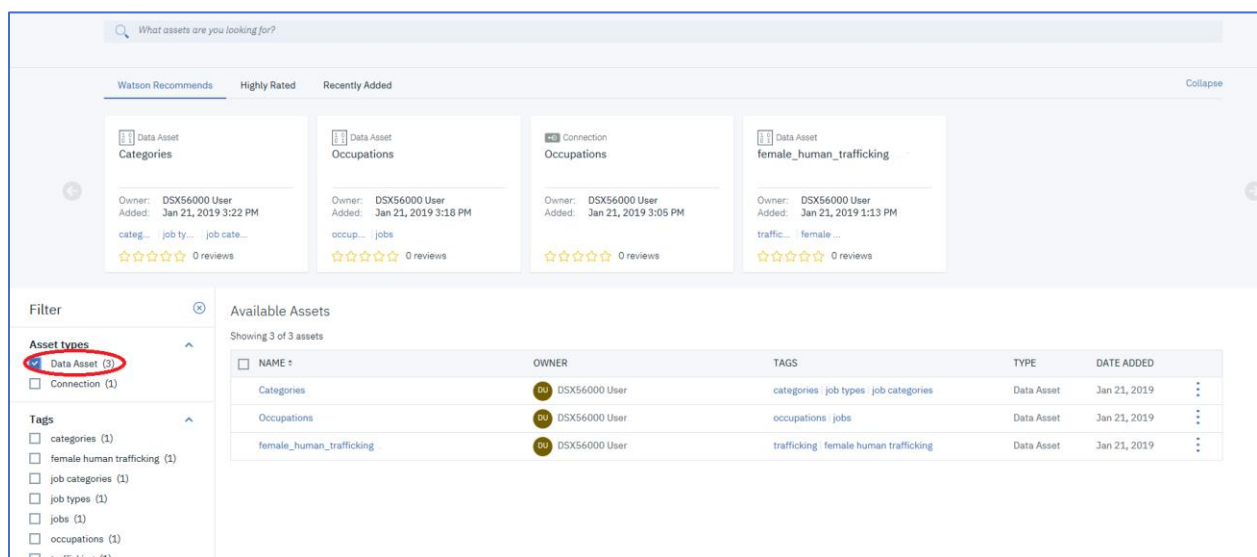 What assets are you looking for?
Watson Recommends Highly Rated Recently Added Collapse
Data Asset
Categories
Owner: DSX56000 User
Added: Jan 21, 2019 3:22 PM
categ... job ty... job cate...
0 reviews
Data Asset
Occupations
Owner: DSX56000 User
Added: Jan 21, 2019 3:18 PM
occup... jobs
0 reviews
Connection
Occupations
Owner: DSX56000 User
Added: Jan 21, 2019 3:05 PM
0 reviews
Data Asset
female_human_trafficking
Owner: DSX56000 User
Added: Jan 21, 2019 1:13 PM
traffic... female ...
0 reviews
Filter
Asset types
Data Asset (3)
Connection (1)
Tags
categories (1)
female human trafficking (1)
job categories (1)
job types (1)
jobs (1)
occupations (1)
Available Assets
Showing 3 of 3 assets
NAME OWNER TAGS TYPE DATE ADDED
Categories DU DSX56000 User categories job types job categories Data Asset Jan 21, 2019
Occupations DU DSX56000 User occupations jobs Data Asset Jan 21, 2019
female_human_trafficking DU DSX56000 User trafficking female human trafficking Data Asset Jan 21, 2019